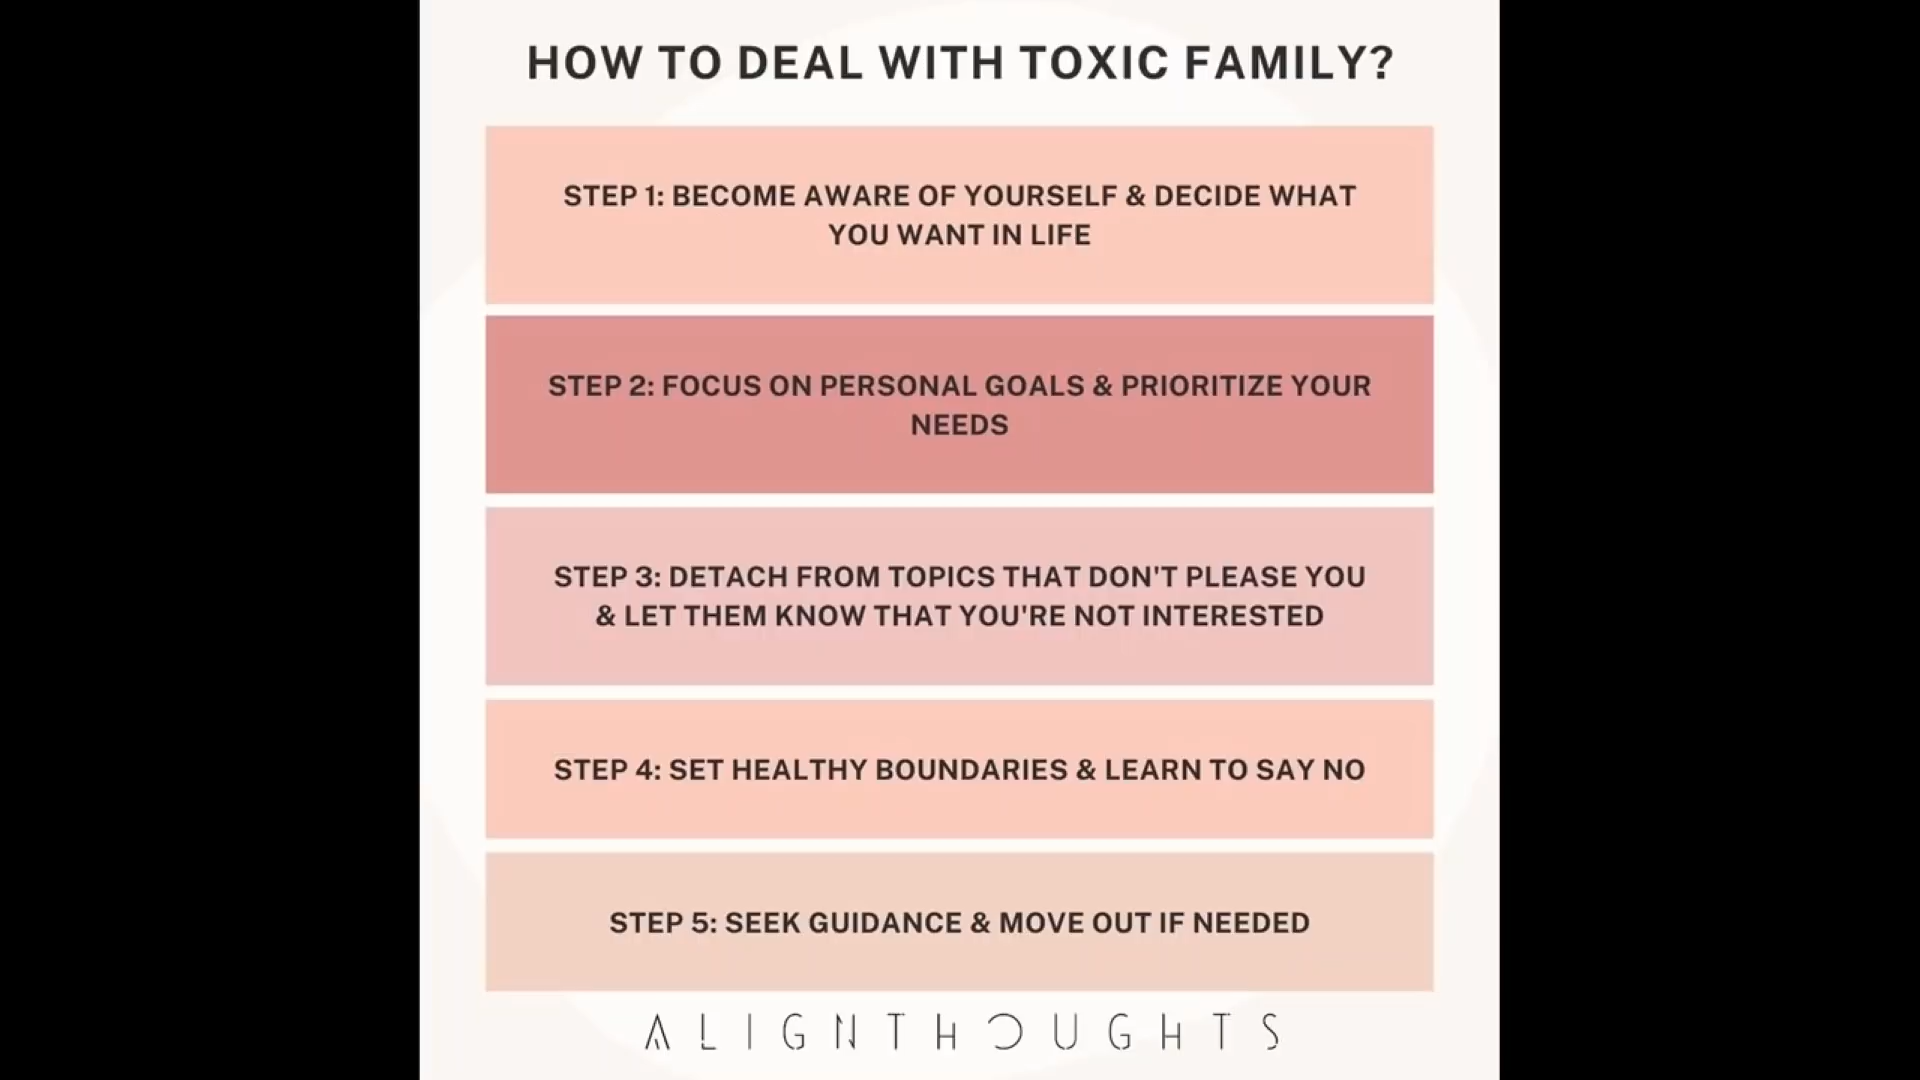 HOW TO DEAL WITH TOXIC FAMILY?
STEP 1: BECOME AWARE OF YOURSELF & DECIDE WHAT
YOU WANT IN LIFE
STEP 2: FOCUS ON PERSONAL GOALS & PRIORITIZE YOUR
NEEDS
STEP 3: DETACH FROM TOPICS THAT DON'T PLEASE YOU
& LET THEM KNOW THAT YOU'RE NOT INTERESTED
STEP 4: SET HEALTHY BOUNDARIES & LEARN TO SAY NO
STEP 5: SEEK GUIDANCE & MOVE OUT IF NEEDED
ALIGNTHOUGHTS